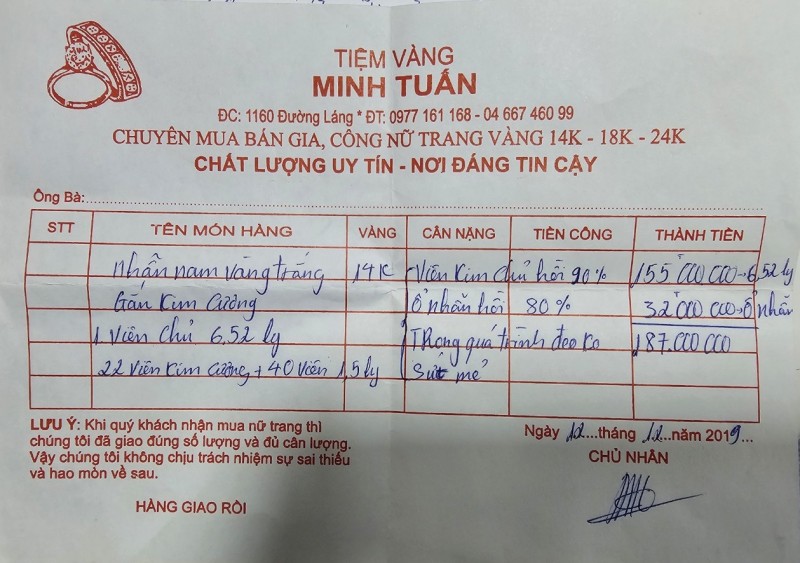 TIỆM VÀNG
MINH TUẤN
ĐC: 1160 Đường Láng * ĐT: 0977 161 168 - 04 667 460 99
CHUYÊN MUA BÁN GIA, CÔNG NỮ TRANG VÀNG 14K - 18K - 24K
CHẤT LƯỢNG UY TÍN - NƠI ĐÁNG TIN CẬY
Ông Bà:
STT TÊN MÓN HÀNG VÀNG CÂN NẶNG TIỀN CÔNG THÀNH TIỀN
Nhẫn nam vàng trắng 14K Viên Kim Chủ hồi 90% 155 000 000 → 6,52 ly
Gắn Kim Cương Ổ nhẫn hồi 80% 32 000 000 → Ổ nhẫn
1 Viên chủ 6,52 ly Trong quá trình đeo ko 187.000.000
22 Viên Kim Cương + 40 Viên 1,5 ly sứt mẻ
LƯU Ý: Khi quý khách nhận mua nữ trang thì
chúng tôi đã giao đúng số lượng và đủ cân lượng.
Vậy chúng tôi không chịu trách nhiệm sự sai thiếu
và hao mòn về sau.
HÀNG GIAO RỒI
Ngày 12...tháng 12...năm 2019...
CHỦ NHÂN